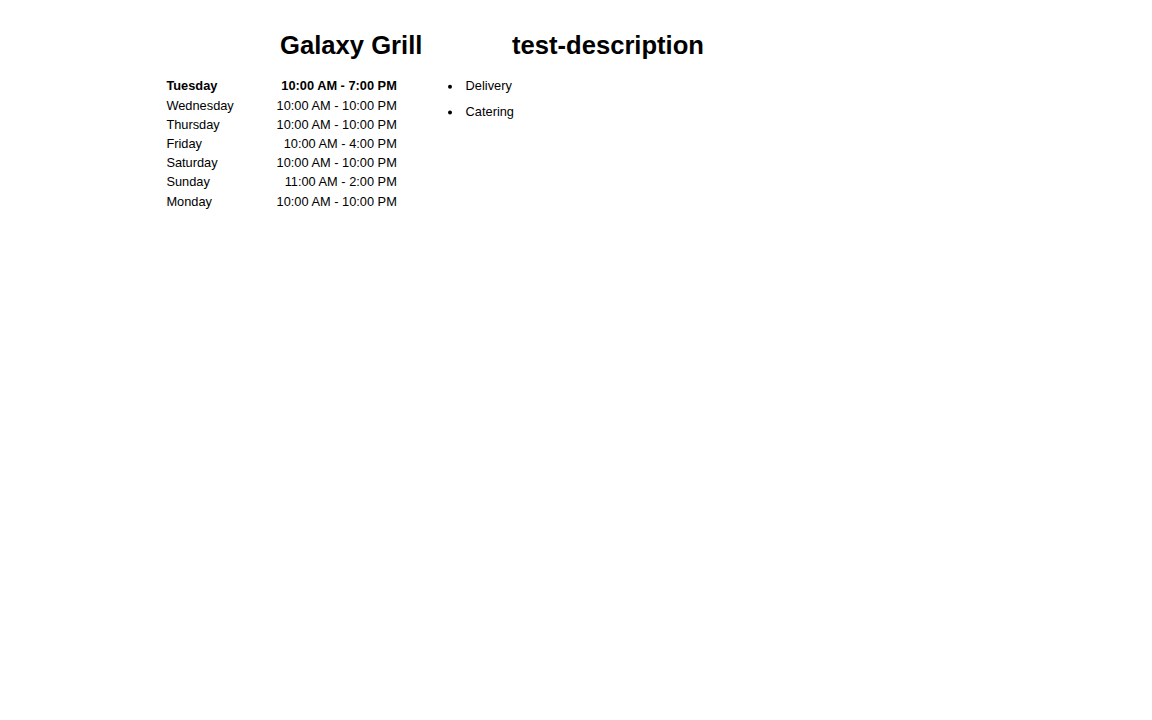 Galaxy Grill
test-description
Tuesday 10:00 AM - 7:00 PM
Wednesday 10:00 AM - 10:00 PM
Thursday 10:00 AM - 10:00 PM
Friday 10:00 AM - 4:00 PM
Saturday 10:00 AM - 10:00 PM
Sunday 11:00 AM - 2:00 PM
Monday 10:00 AM - 10:00 PM
• Delivery
• Catering